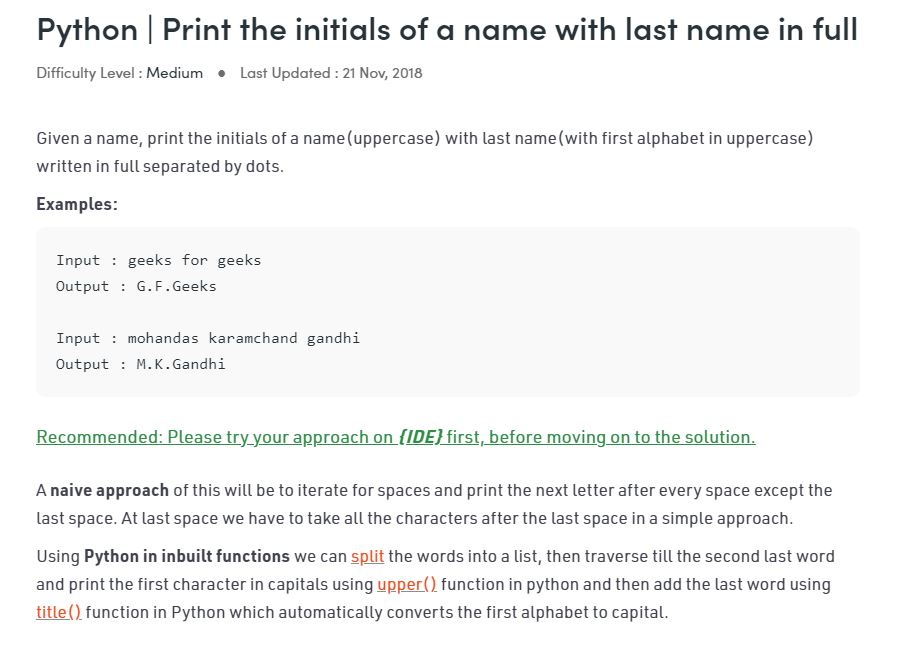 Python | Print the initials of a name with last name in full
Difficulty Level : Medium ● Last Updated : 21 Nov, 2018
Given a name, print the initials of a name(uppercase) with last name(with first alphabet in uppercase)
written in full separated by dots.
Examples:
Input : geeks for geeks
Output : G.F.Geeks
Input : mohandas karamchand gandhi
Output : M.K.Gandhi
Recommended: Please try your approach on {IDE} first, before moving on to the solution.
A naive approach of this will be to iterate for spaces and print the next letter after every space except the
last space. At last space we have to take all the characters after the last space in a simple approach.
Using Python in inbuilt functions we can split the words into a list, then traverse till the second last word
and print the first character in capitals using upper() function in python and then add the last word using
title() function in Python which automatically converts the first alphabet to capital.